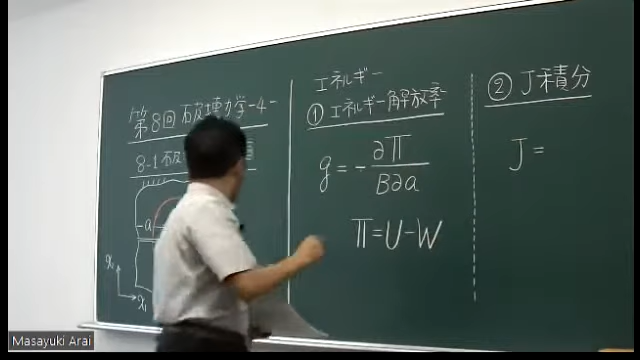 第8回 破壊力学-4-
8-1 破
a
x₂
x₁
エネルギー
① エネルギー解放率
g = - ∂Π / B∂a
Π = U - W
② J積分
J =
Masayuki Arai